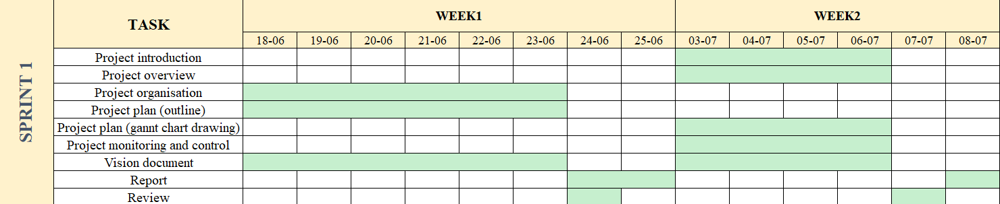 SPRINT 1
TASK
WEEK1 WEEK2
18-06 19-06 20-06 21-06 22-06 23-06 24-06 25-06 03-07 04-07 05-07 06-07 07-07 08-07
Project introduction
Project overview
Project organisation
Project plan (outline)
Project plan (gannt chart drawing)
Project monitoring and control
Vision document
Report
Review